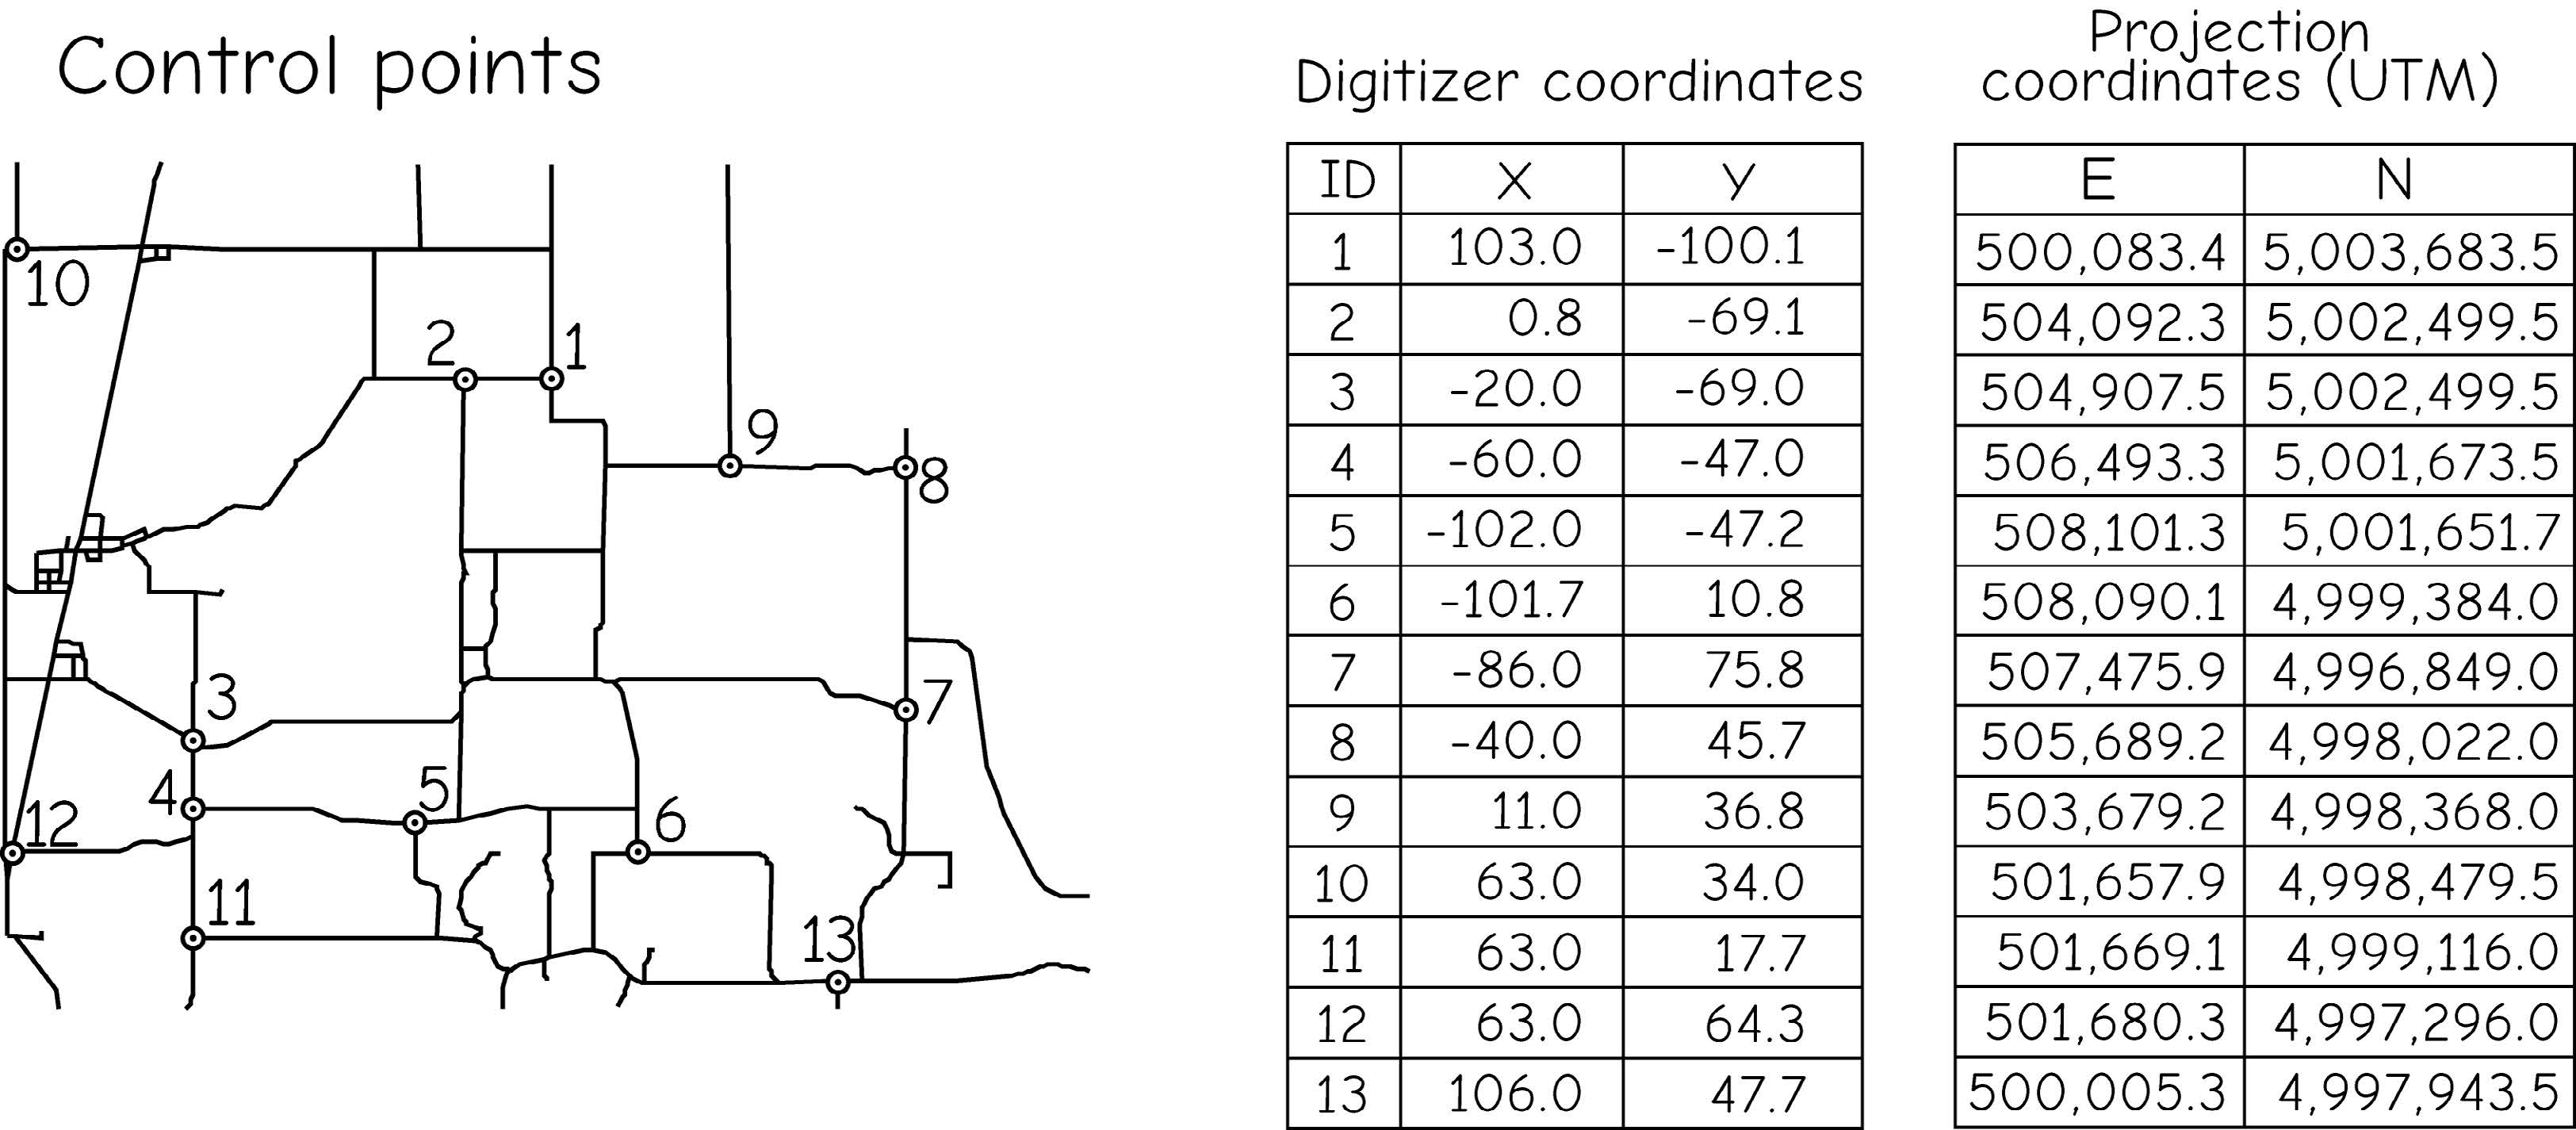 Control points
10
2
1
9
8
3
7
4
5
12
6
11
13
Digitizer coordinates
ID X y
1 103.0 -100.1
2 0.8 -69.1
3 -20.0 -69.0
4 -60.0 -47.0
5 -102.0 -47.2
6 -101.7 10.8
7 -86.0 75.8
8 -40.0 45.7
9 11.0 36.8
10 63.0 34.0
11 63.0 17.7
12 63.0 64.3
13 106.0 47.7
Projection
coordinates (UTM)
E N
500,083.4 5,003,683.5
504,092.3 5,002,499.5
504,907.5 5,002,499.5
506,493.3 5,001,673.5
508,101.3 5,001,651.7
508,090.1 4,999,384.0
507,475.9 4,996,849.0
505,689.2 4,998,022.0
503,679.2 4,998,368.0
501,657.9 4,998,479.5
501,669.1 4,999,116.0
501,680.3 4,997,296.0
500,005.3 4,997,943.5